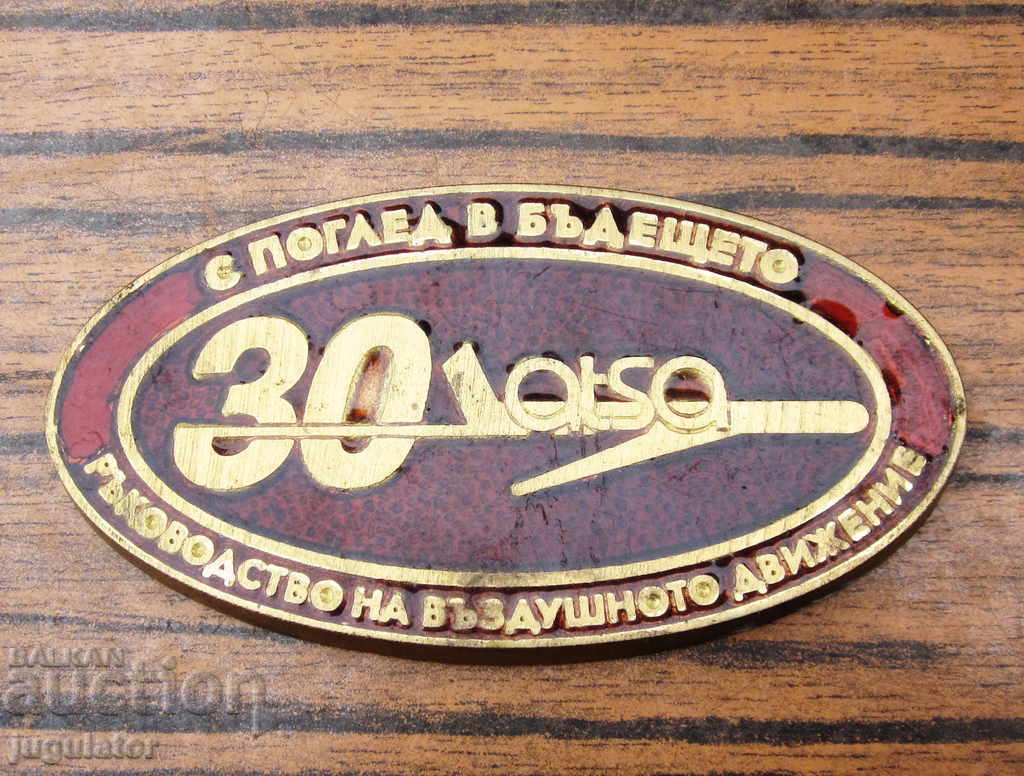 С ПОГЛЕД В БЪДЕЩЕТО
30 atsa
РЪКОВОДСТВО НА ВЪЗДУШНОТО ДВИЖЕНИЕ
BALKAN
auction
jugulator